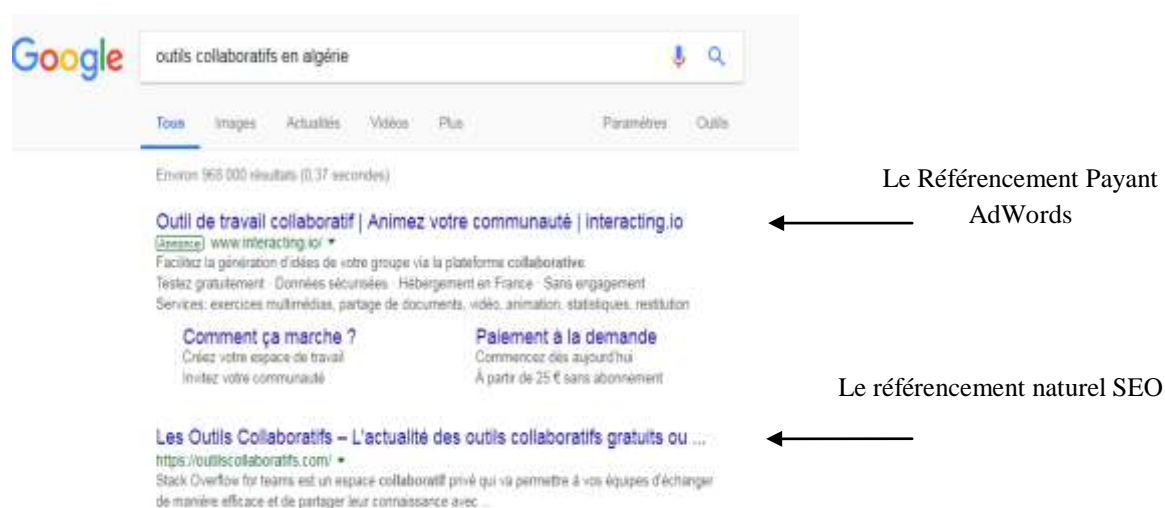 Google
outils collaboratifs en algérie
Tous Images Actualités Vidéos Plus Paramètres Outils
Environ 968 000 résultats (0,37 secondes)
Le Référencement Payant
AdWords
Outil de travail collaboratif | Animez votre communauté | interacting.io
Annonce www.interacting.io/
Facilitez la génération d'idées de votre groupe via la plateforme collaborative
Testez gratuitement · Données sécurisées · Hébergement en France · Sans engagement
Services: exercices multimédias, partage de documents, vidéo, animation, statistiques, restitution
Comment ça marche ? Paiement à la demande
Créez votre espace de travail Commencez dès aujourd'hui
Invitez votre communauté À partir de 25 € sans abonnement
Le référencement naturel SEO
Les Outils Collaboratifs – L'actualité des outils collaboratifs gratuits ou ...
https://outilscollaboratifs.com/
Stack Overflow for teams est un espace collaboratif privé qui va permettre à vos équipes d'échanger
de manière efficace et de partager leur connaissance avec ...